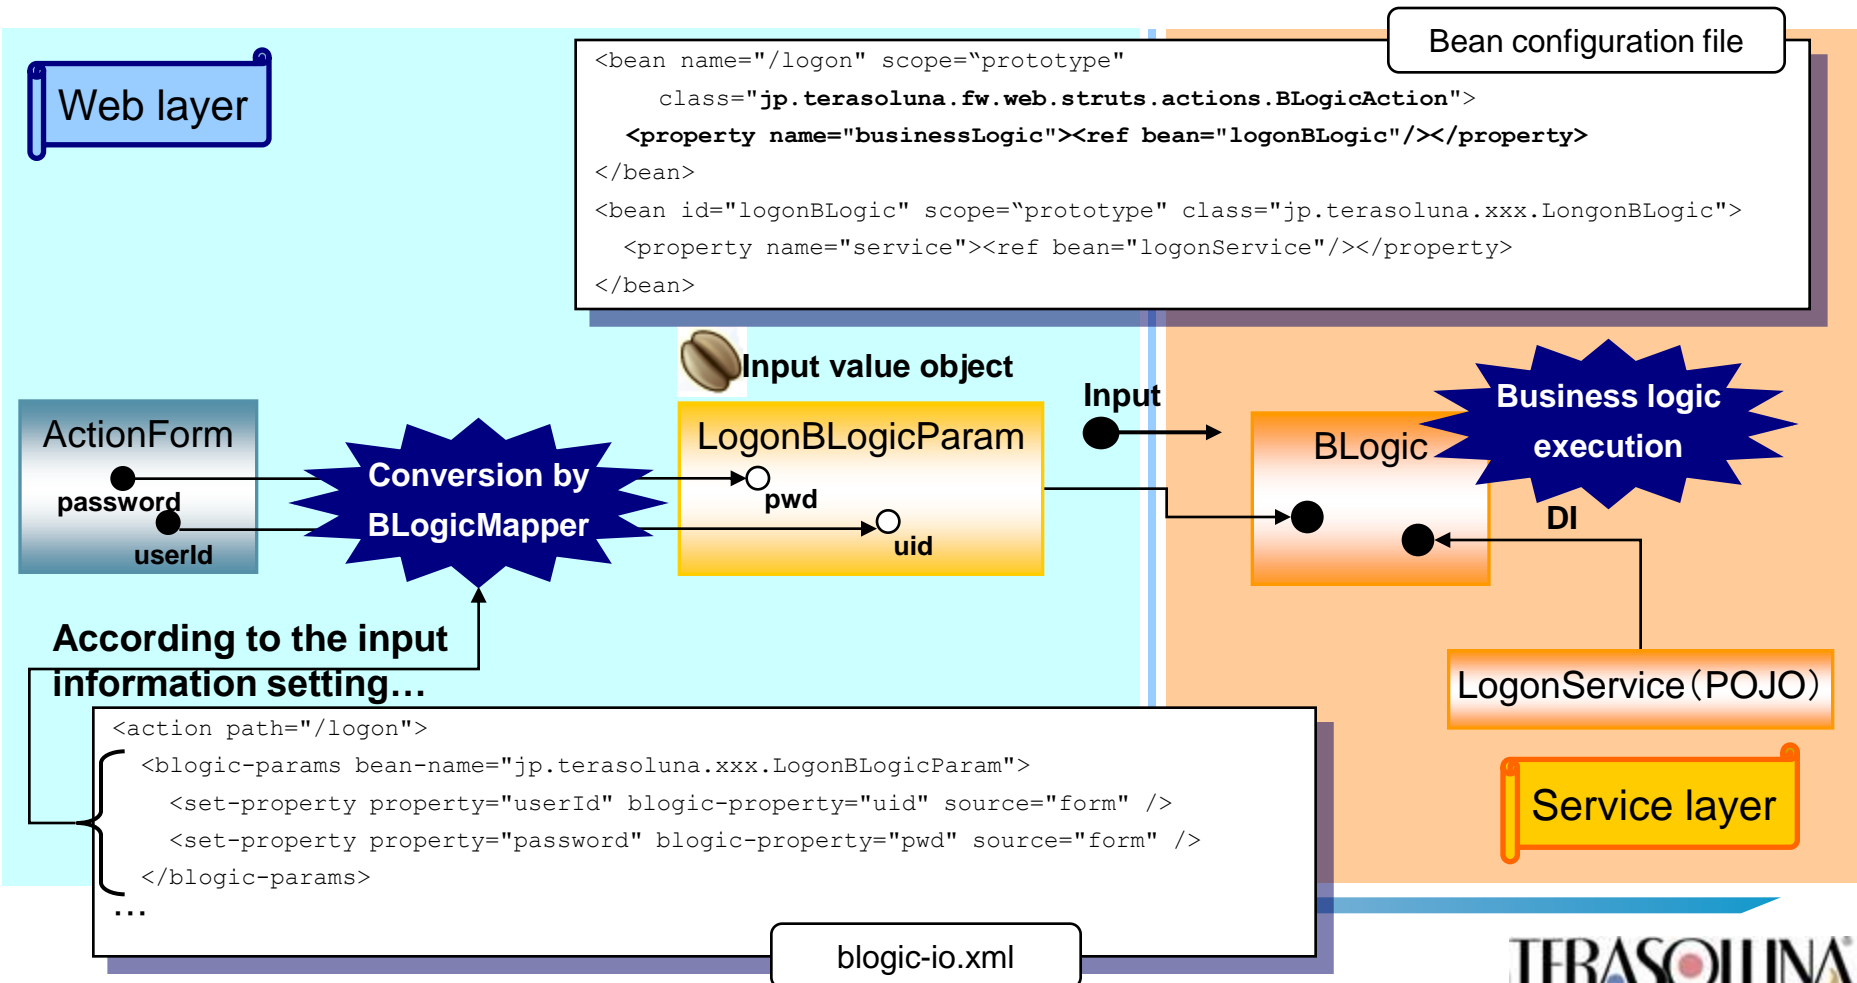 Bean configuration file
Web layer
<bean name="/logon" scope=“prototype"
class="jp.terasoluna.fw.web.struts.actions.BLogicAction">
<property name="businessLogic"><ref bean="logonBLogic"/></property>
</bean>
<bean id="logonBLogic" scope=“prototype" class="jp.terasoluna.xxx.LongonBLogic">
<property name="service"><ref bean="logonService"/></property>
</bean>
Input value object
Input
Business logic
execution
ActionForm
password
userId
Conversion by
BLogicMapper
LogonBLogicParam
pwd
uid
BLogic
DI
According to the input
information setting…
LogonService（POJO）
<action path="/logon">
<blogic-params bean-name="jp.terasoluna.xxx.LogonBLogicParam">
<set-property property="userId" blogic-property="uid" source="form" />
<set-property property="password" blogic-property="pwd" source="form" />
</blogic-params>
…
Service layer
blogic-io.xml
TERASOLUNA®